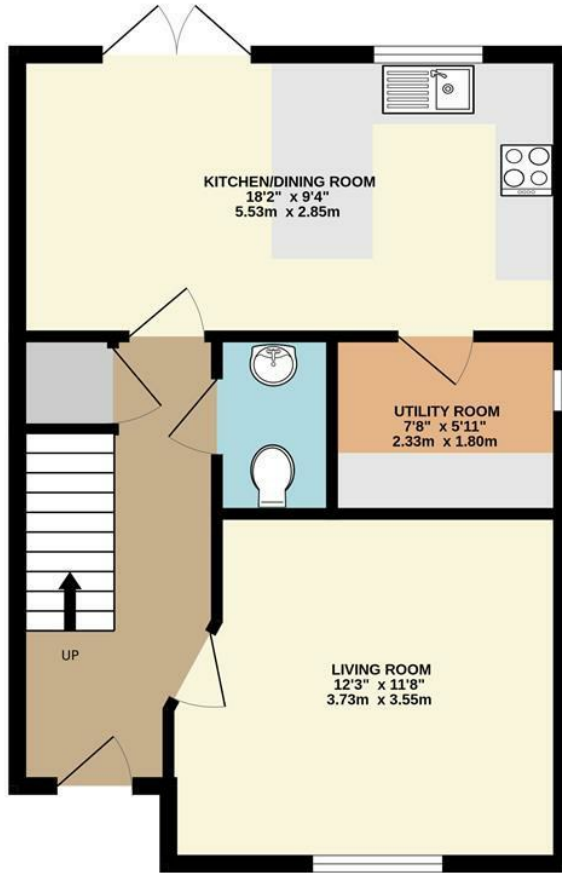 KITCHEN/DINING ROOM
18'2" x 9'4"
5.53m x 2.85m
UTILITY ROOM
7'8" x 5'11"
2.33m x 1.80m
UP
LIVING ROOM
12'3" x 11'8"
3.73m x 3.55m